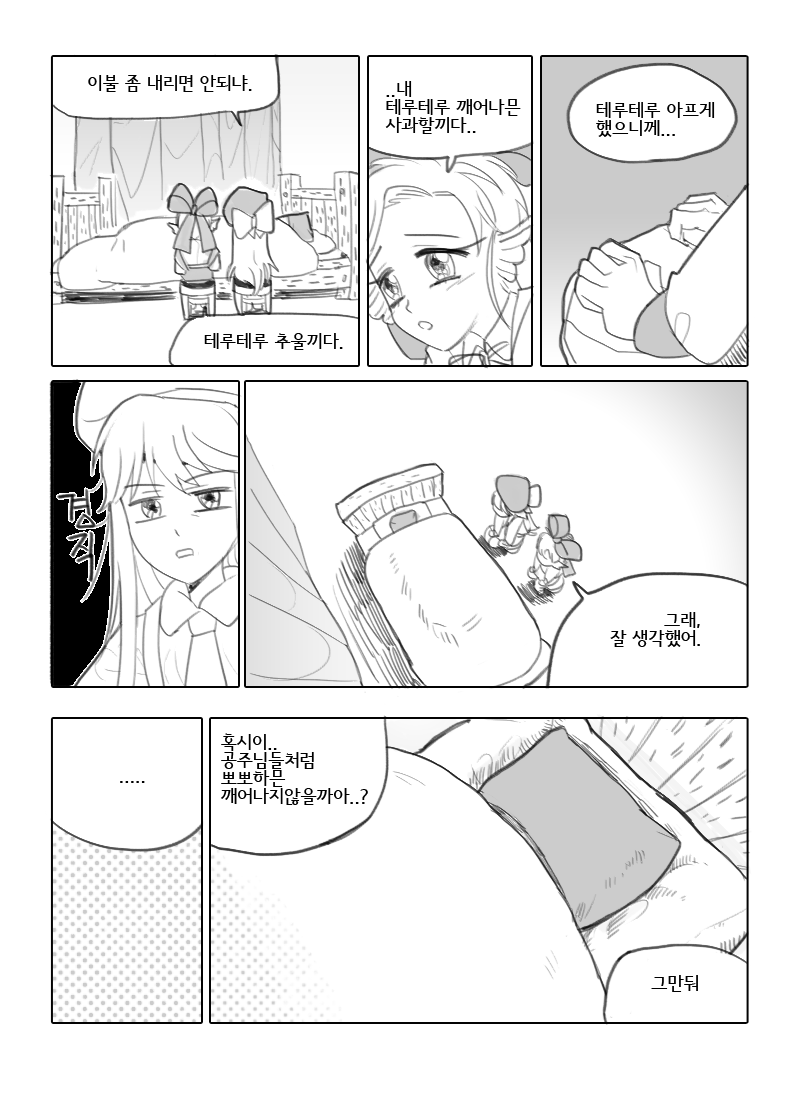 이불 좀 내리면 안되냐.
테루테루 추울끼다.
..내
테루테루 깨어나믄
사과할끼다..
테루테루 아프게
했으니께...
검지
그래,
잘 생각했어.
.....
혹시이..
공주님들처럼
뽀뽀하믄
깨어나지않을까아..?
그만둬